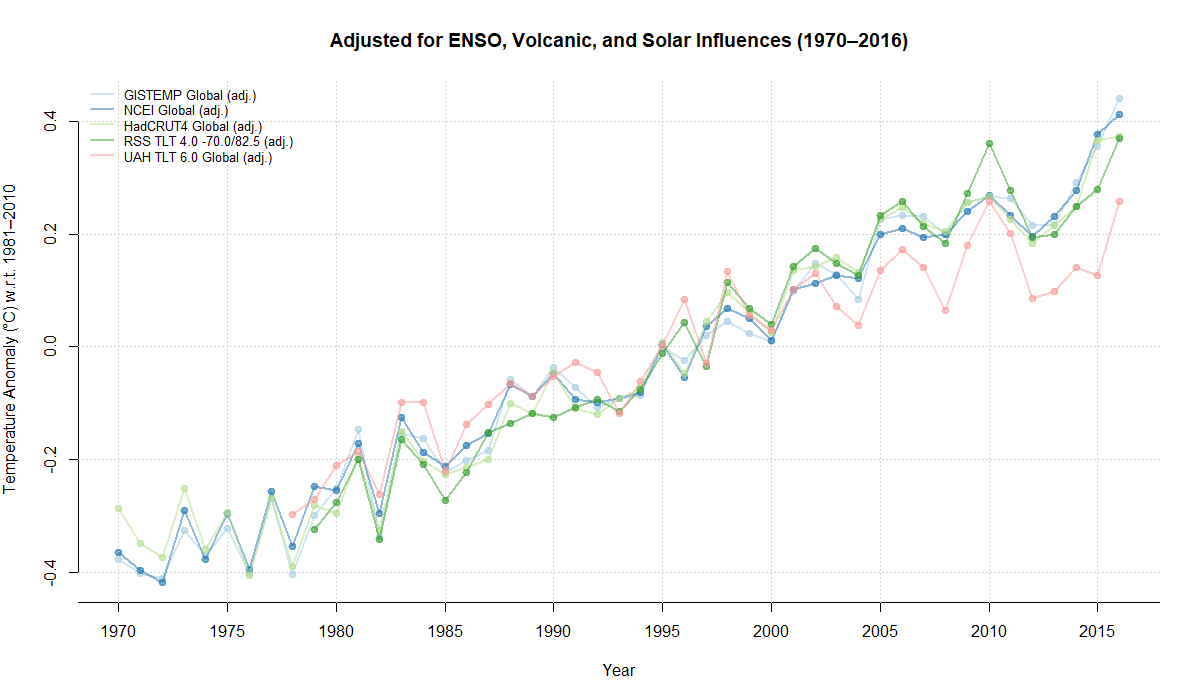 Adjusted for ENSO, Volcanic, and Solar Influences (1970–2016)
GISTEMP Global (adj.)
NCEI Global (adj.)
HadCRUT4 Global (adj.)
RSS TLT 4.0 -70.0/82.5 (adj.)
UAH TLT 6.0 Global (adj.)
Temperature Anomaly (ºC) w.r.t. 1981–2010
0.4
0.2
0.0
-0.2
-0.4
1970 1975 1980 1985 1990 1995 2000 2005 2010 2015
Year